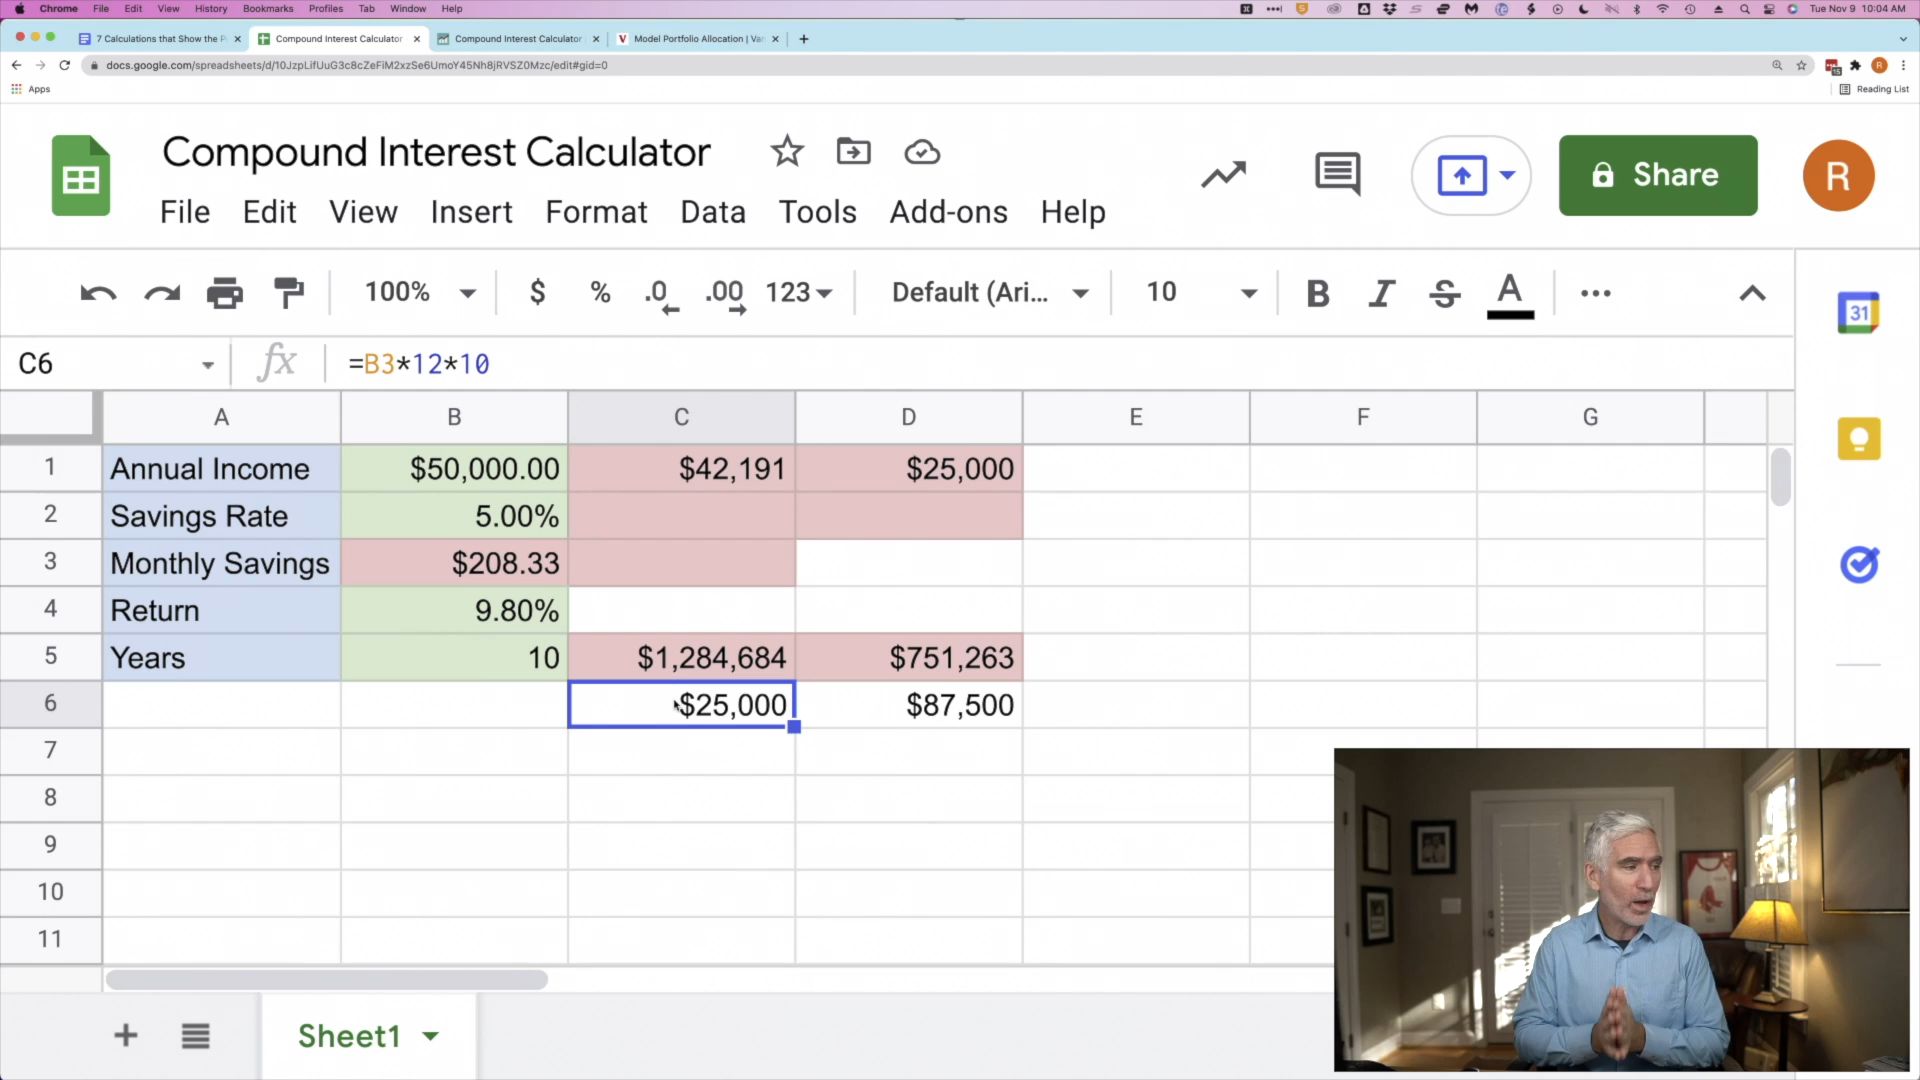 Chrome File Edit View History Bookmarks Profiles Tab Window Help Tue Nov 9 10:04 AM
7 Calculations that Show the P
Compound Interest Calculator
Compound Interest Calculator
Model Portfolio Allocation | Va
docs.google.com/spreadsheets/d/10JzpLifUuG3c8cZeFiM2xzSe6UmoY45Nh8jRVSZ0Mzc/edit#gid=0
Apps
Reading List
Compound Interest Calculator
File Edit View Insert Format Data Tools Add-ons Help
Share
R
100% $ % .0 .00 123 Default (Ari... 10 B I S A
31
C6 fx =B3*12*10
A B C D E F G
1 Annual Income $50,000.00 $42,191 $25,000
2 Savings Rate 5.00%
3 Monthly Savings $208.33
4 Return 9.80%
5 Years 10 $1,284,684 $751,263
6 $25,000 $87,500
7
8
9
10
11
Sheet1